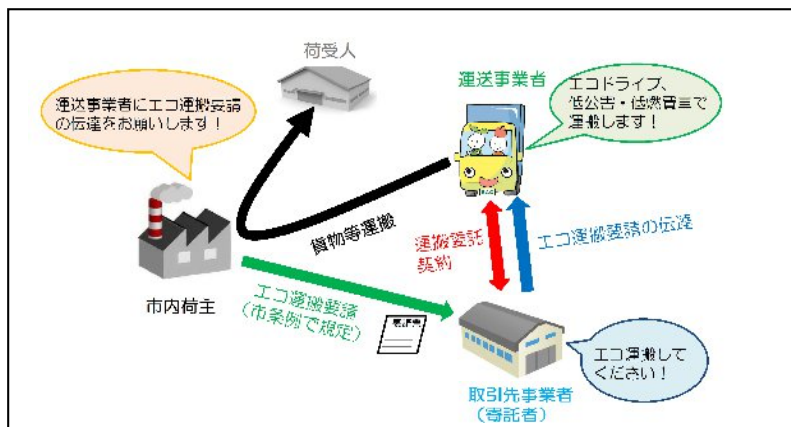 荷受人
運送事業者
運送事業者にエコ運搬要請
の伝達をお願いします！
エコドライブ、
低公害・低燃費車で
運搬します！
貨物等運搬
運搬委託
契約
エコ運搬要請の伝達
市内荷主
エコ運搬要請
（市条例で規定）
要請書
エコ運搬して
ください！
取引先事業者
（寄託者）